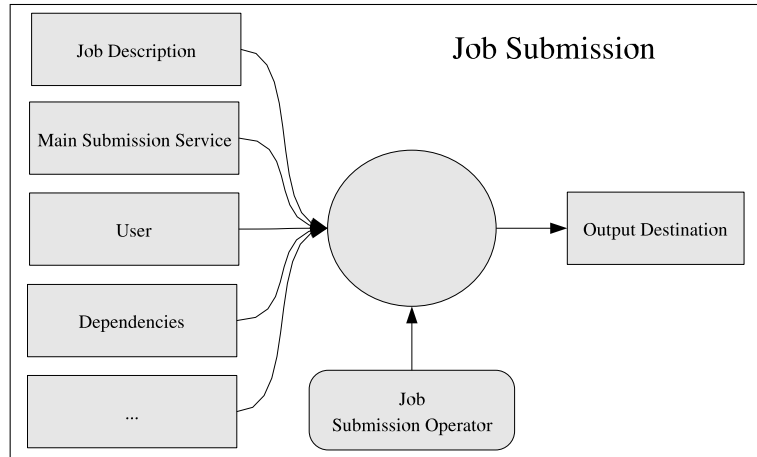 Job Submission
Job Description
Main Submission Service
User
Dependencies
...
Output Destination
Job
Submission Operator